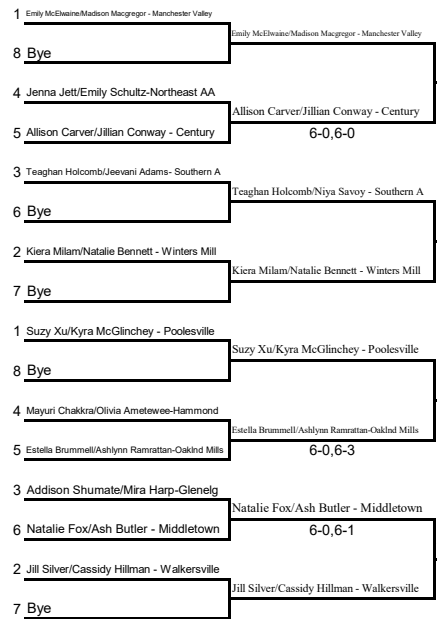 1 Emily McElwaine/Madison Macgregor - Manchester Valley
Emily McElwaine/Madison Macgregor - Manchester Valley
8 Bye
4 Jenna Jett/Emily Schultz-Northeast AA
Allison Carver/Jillian Conway - Century
5 Allison Carver/Jillian Conway - Century
6-0,6-0
3 Teaghan Holcomb/Jeevani Adams- Southern A
Teaghan Holcomb/Niya Savoy - Southern A
6 Bye
2 Kiera Milam/Natalie Bennett - Winters Mill
Kiera Milam/Natalie Bennett - Winters Mill
7 Bye
1 Suzy Xu/Kyra McGlinchey - Poolesville
Suzy Xu/Kyra McGlinchey - Poolesville
8 Bye
4 Mayuri Chakkra/Olivia Ametewee-Hammond
Estella Brummell/Ashlynn Ramrattan-Oaklnd Mills
5 Estella Brummell/Ashlynn Ramrattan-Oaklnd Mills
6-0,6-3
3 Addison Shumate/Mira Harp-Glenelg
Natalie Fox/Ash Butler - Middletown
6 Natalie Fox/Ash Butler - Middletown
6-0,6-1
2 Jill Silver/Cassidy Hillman - Walkersville
Jill Silver/Cassidy Hillman - Walkersville
7 Bye